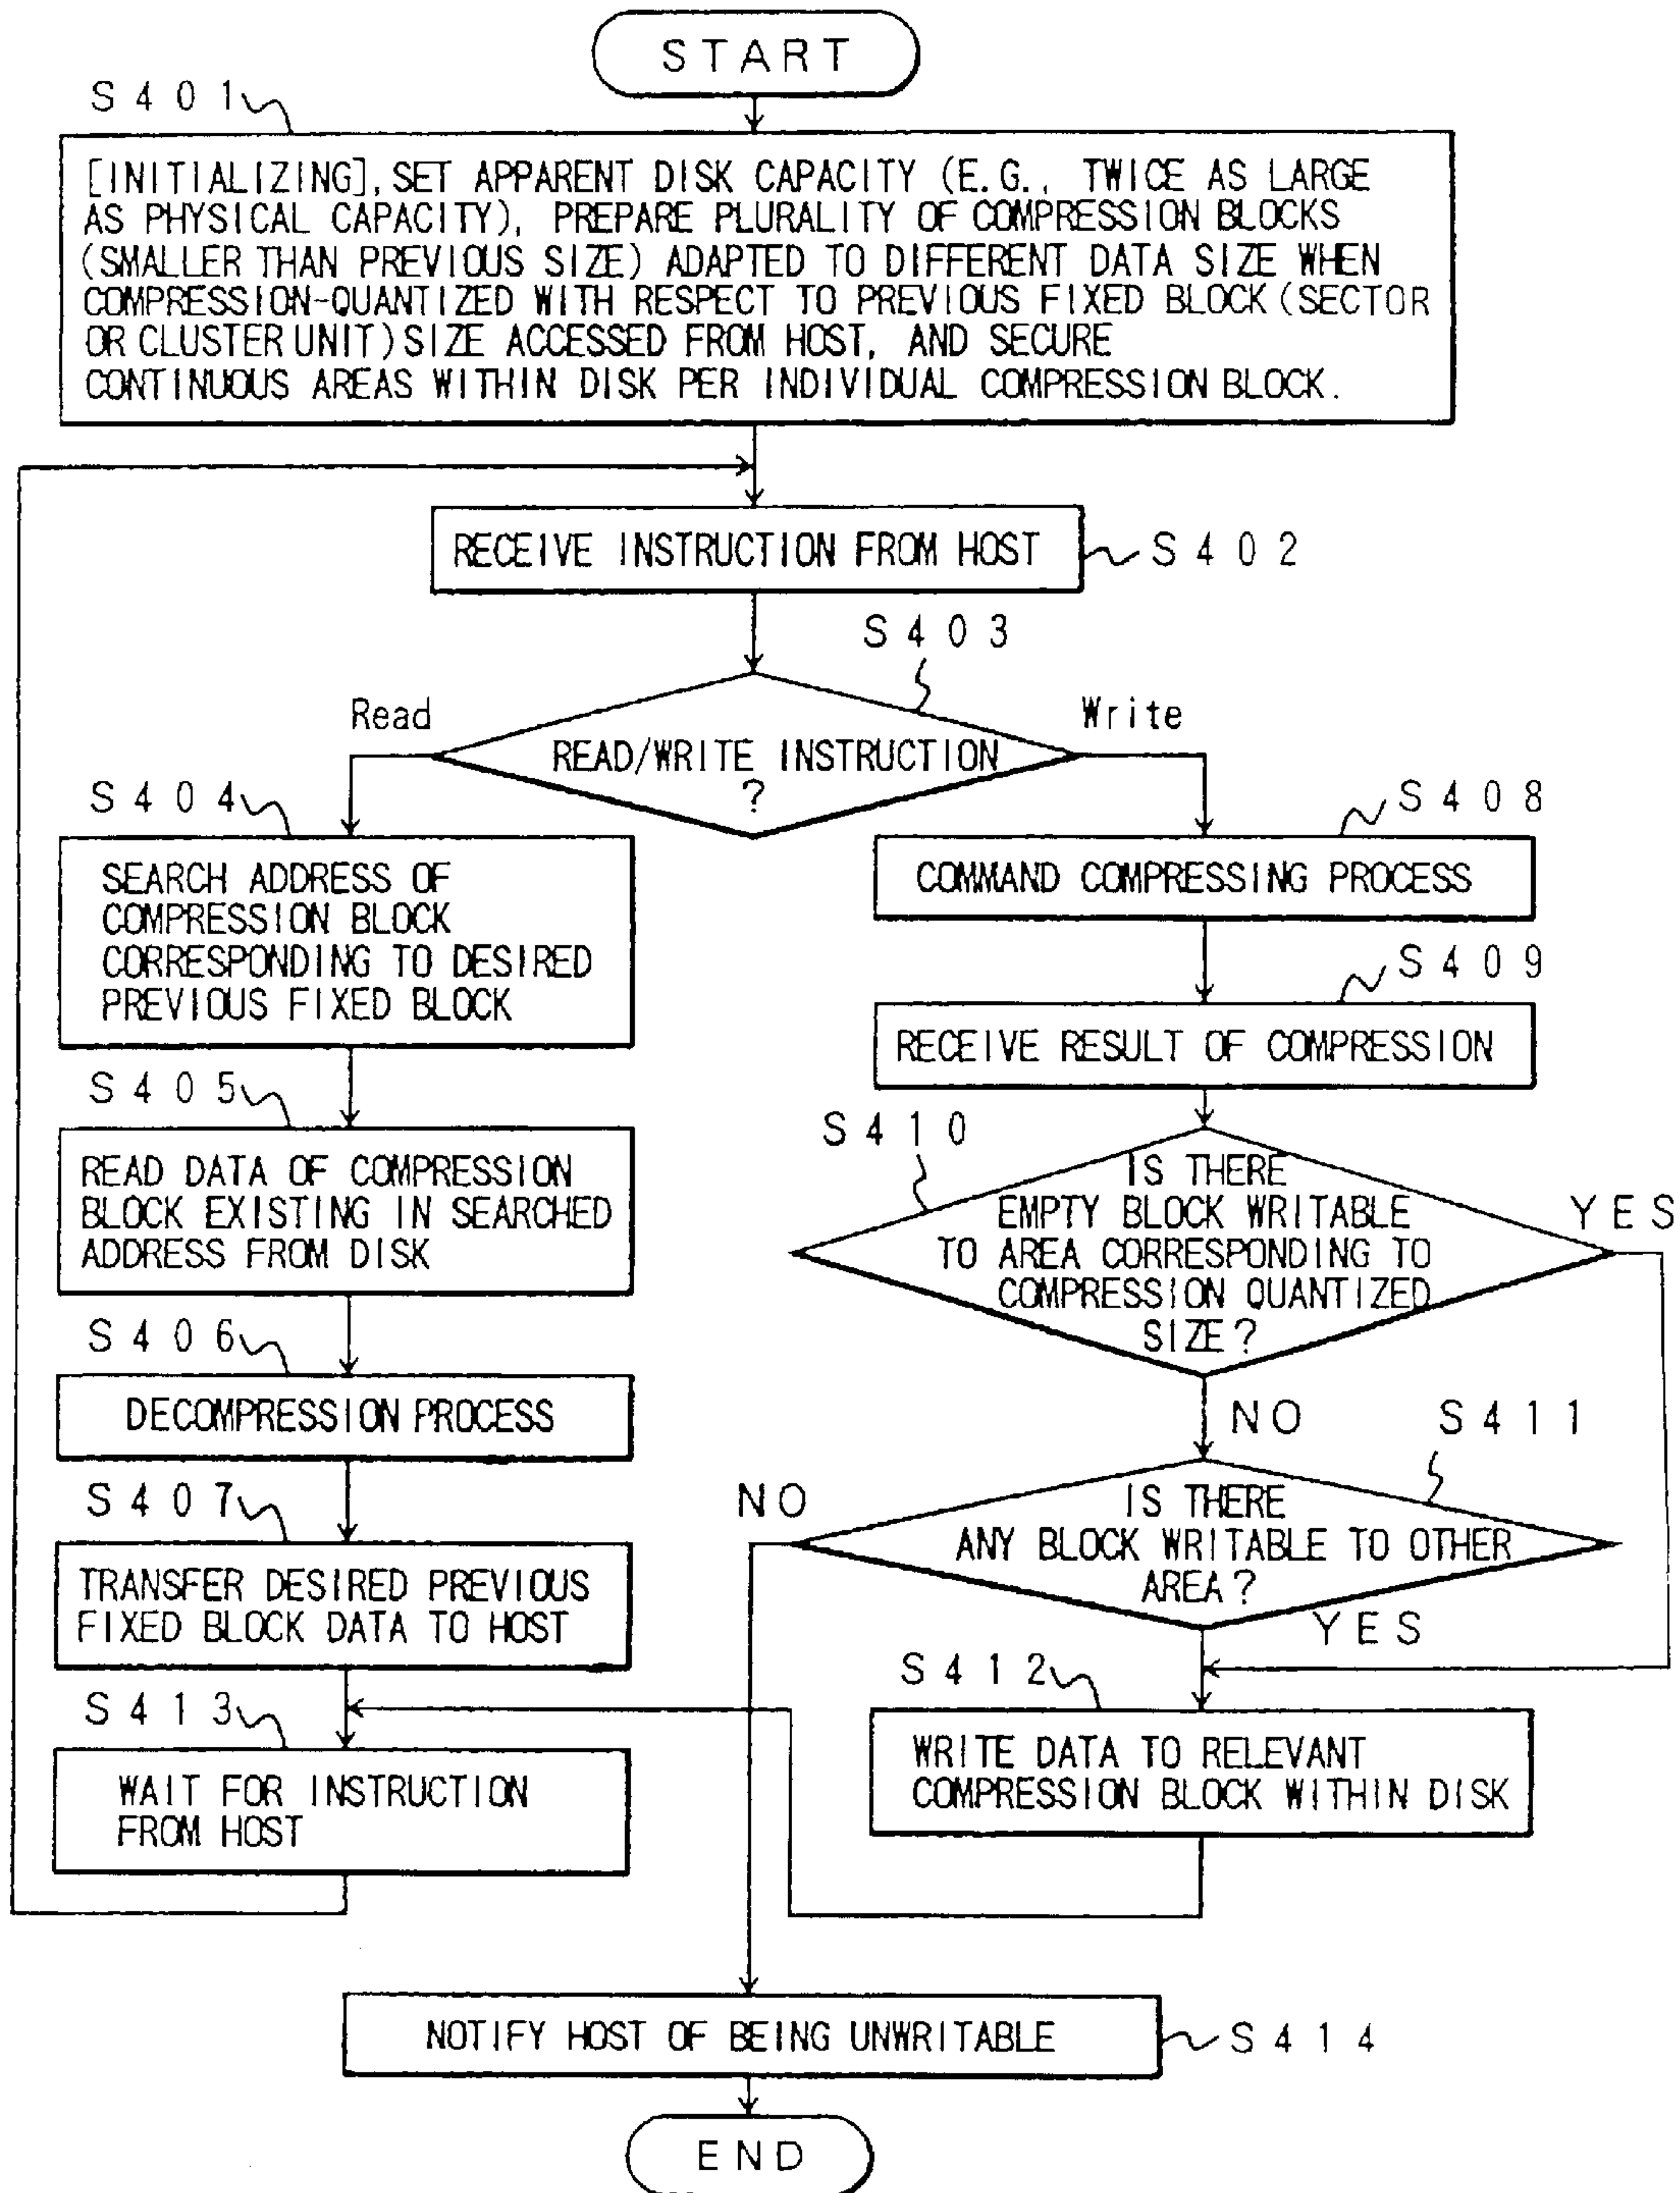 START
S401
[INITIALIZING], SET APPARENT DISK CAPACITY (E.G., TWICE AS LARGE
AS PHYSICAL CAPACITY), PREPARE PLURALITY OF COMPRESSION BLOCKS
(SMALLER THAN PREVIOUS SIZE) ADAPTED TO DIFFERENT DATA SIZE WHEN
COMPRESSION-QUANTIZED WITH RESPECT TO PREVIOUS FIXED BLOCK (SECTOR
OR CLUSTER UNIT) SIZE ACCESSED FROM HOST, AND SECURE
CONTINUOUS AREAS WITHIN DISK PER INDIVIDUAL COMPRESSION BLOCK.
RECEIVE INSTRUCTION FROM HOST
S402
S403
Read
Write
READ/WRITE INSTRUCTION
?
S404
SEARCH ADDRESS OF
COMPRESSION BLOCK
CORRESPONDING TO DESIRED
PREVIOUS FIXED BLOCK
S405
READ DATA OF COMPRESSION
BLOCK EXISTING IN SEARCHED
ADDRESS FROM DISK
S406
DECOMPRESSION PROCESS
S407
TRANSFER DESIRED PREVIOUS
FIXED BLOCK DATA TO HOST
S413
WAIT FOR INSTRUCTION
FROM HOST
S408
COMMAND COMPRESSING PROCESS
S409
RECEIVE RESULT OF COMPRESSION
S410
IS THERE
EMPTY BLOCK WRITABLE
TO AREA CORRESPONDING TO
COMPRESSION QUANTIZED
SIZE?
YES
NO
S411
IS THERE
ANY BLOCK WRITABLE TO OTHER
AREA?
NO
YES
S412
WRITE DATA TO RELEVANT
COMPRESSION BLOCK WITHIN DISK
NOTIFY HOST OF BEING UNWRITABLE
S414
END